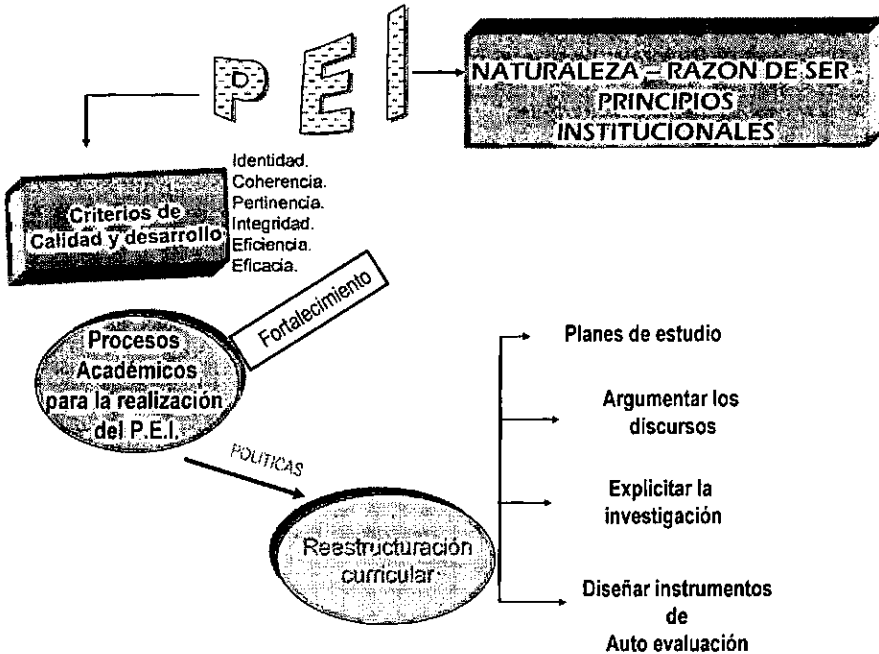 PEI
NATURALEZA – RAZON DE SER -
PRINCIPIOS
INSTITUCIONALES
Criterios de
Calidad y desarrollo
Identidad.
Coherencia.
Pertinencia.
Integridad.
Eficiencia.
Eficacia.
Fortalecimiento
Procesos
Académicos
para la realización
del P.E.I.
POLITICAS
Reestructuración
curricular
Planes de estudio
Argumentar los
discursos
Explicitar la
investigación
Diseñar instrumentos
de
Auto evaluación